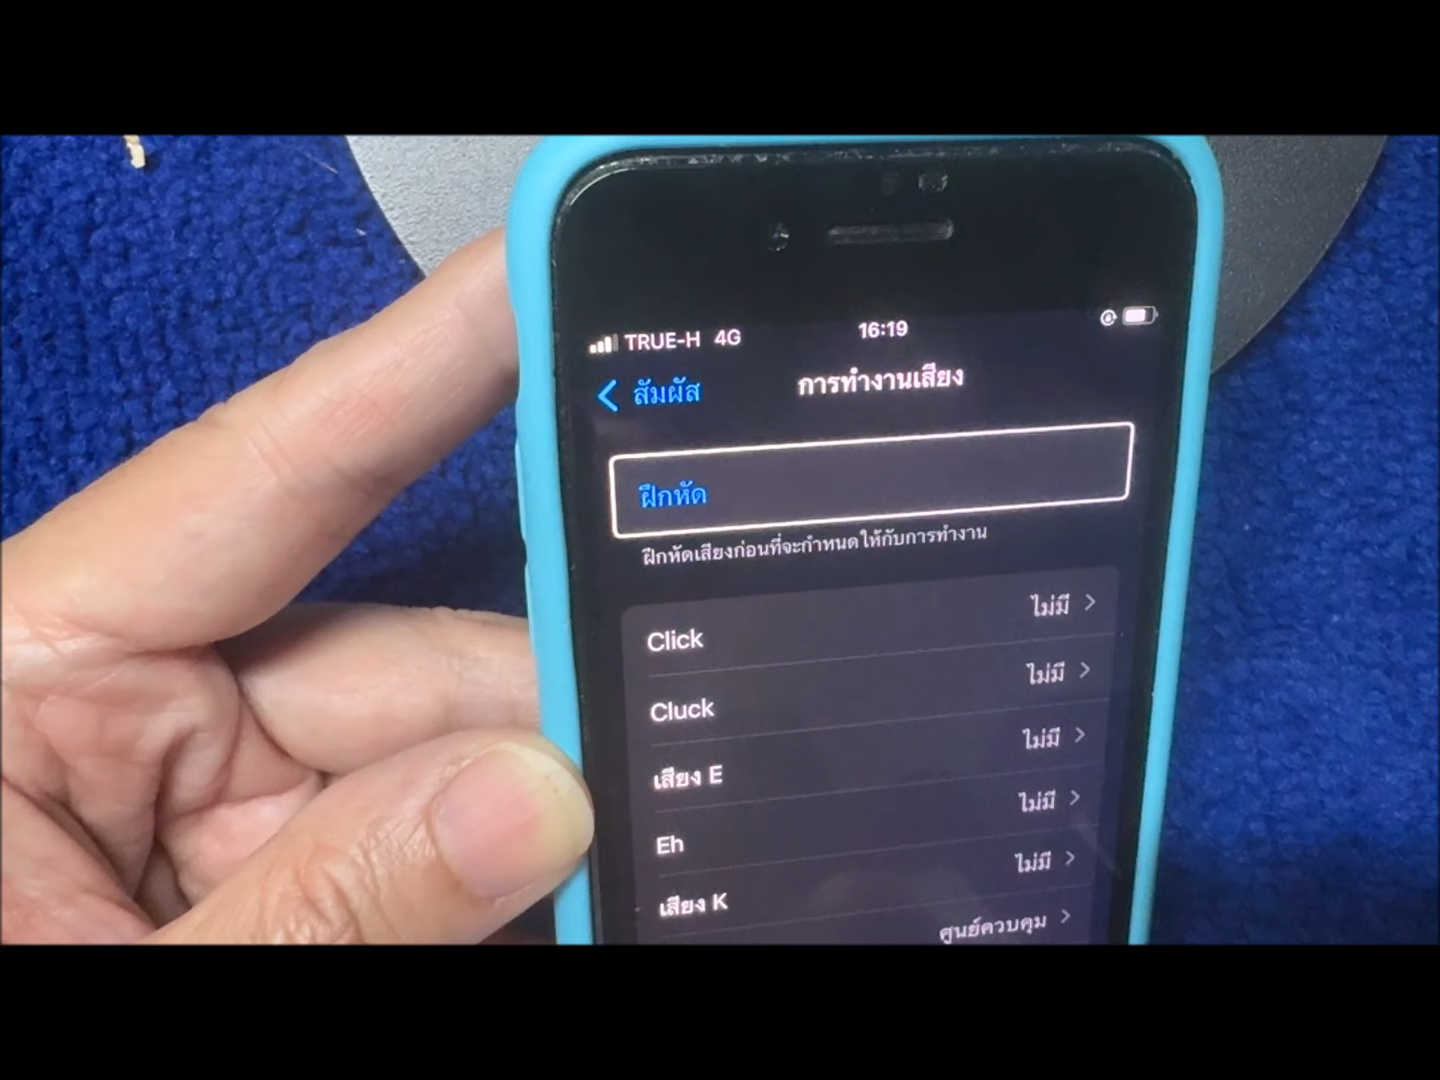 TRUE-H 4G 16:19
สัมผัส การทำงานเสียง
ฝึกหัด
ฝึกหัดเสียงก่อนที่จะกำหนดให้กับการทำงาน
Click ไม่มี
Cluck ไม่มี
เสียง E ไม่มี
Eh ไม่มี
เสียง K ไม่มี
ศูนย์ควบคุม